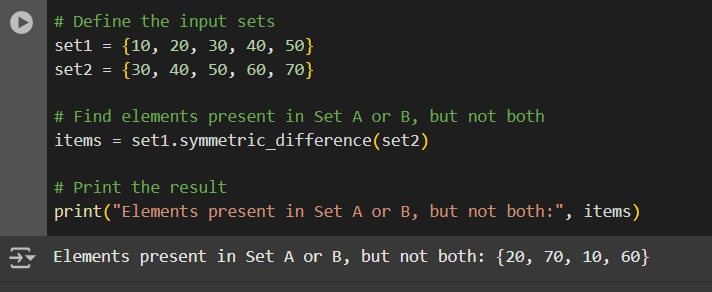 # Define the input sets
set1 = {10, 20, 30, 40, 50}
set2 = {30, 40, 50, 60, 70}
# Find elements present in Set A or B, but not both
items = set1.symmetric_difference(set2)
# Print the result
print("Elements present in Set A or B, but not both:", items)
Elements present in Set A or B, but not both: {20, 70, 10, 60}